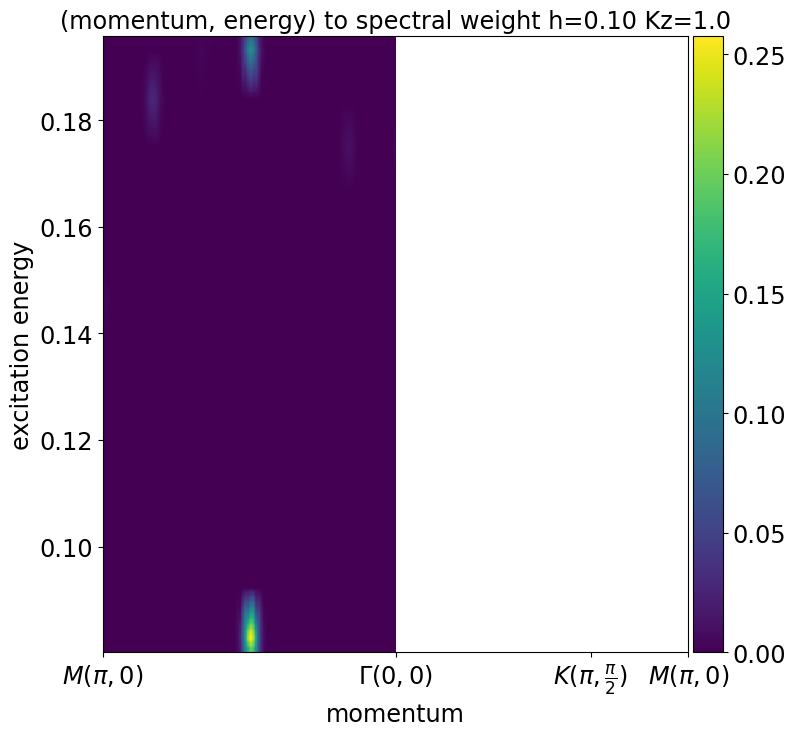 (momentum, energy) to spectral weight h=0.10 Kz=1.0
excitation energy
0.18
0.16
0.14
0.12
0.10
0.25
0.20
0.15
0.10
0.05
0.00
M(π, 0)
Γ(0, 0)
K(π, π/2)
M(π, 0)
momentum